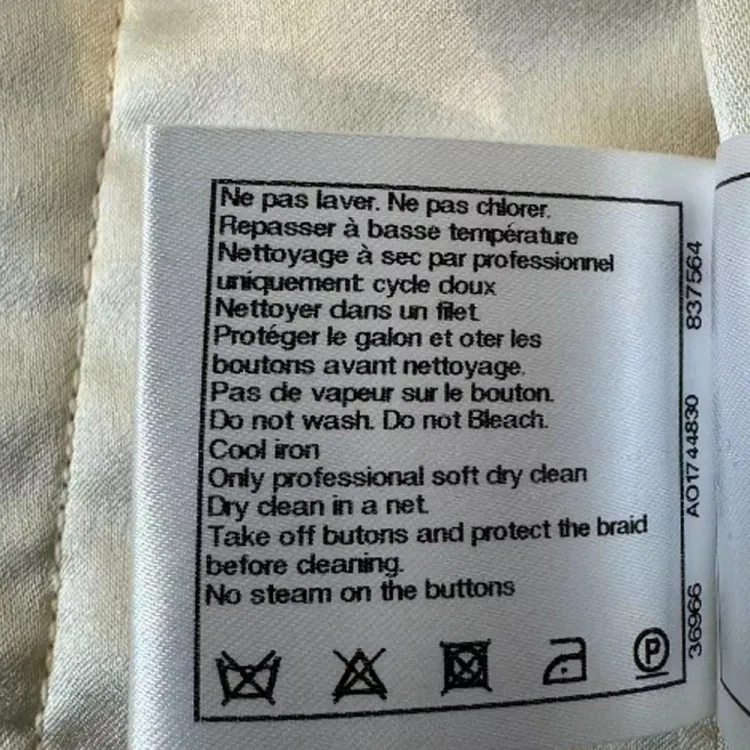 Ne pas laver. Ne pas chlorer.
Repasser à basse température
Nettoyage à sec par professionnel
uniquement cycle doux
Nettoyer dans un filet
Protéger le galon et oter les
boutons avant nettoyage.
Pas de vapeur sur le bouton.
Do not wash. Do not Bleach.
Cool iron
Only professional soft dry clean
Dry clean in a net.
Take off butons and protect the braid
before cleaning.
No steam on the buttons
P
36966 AO1744830 837564